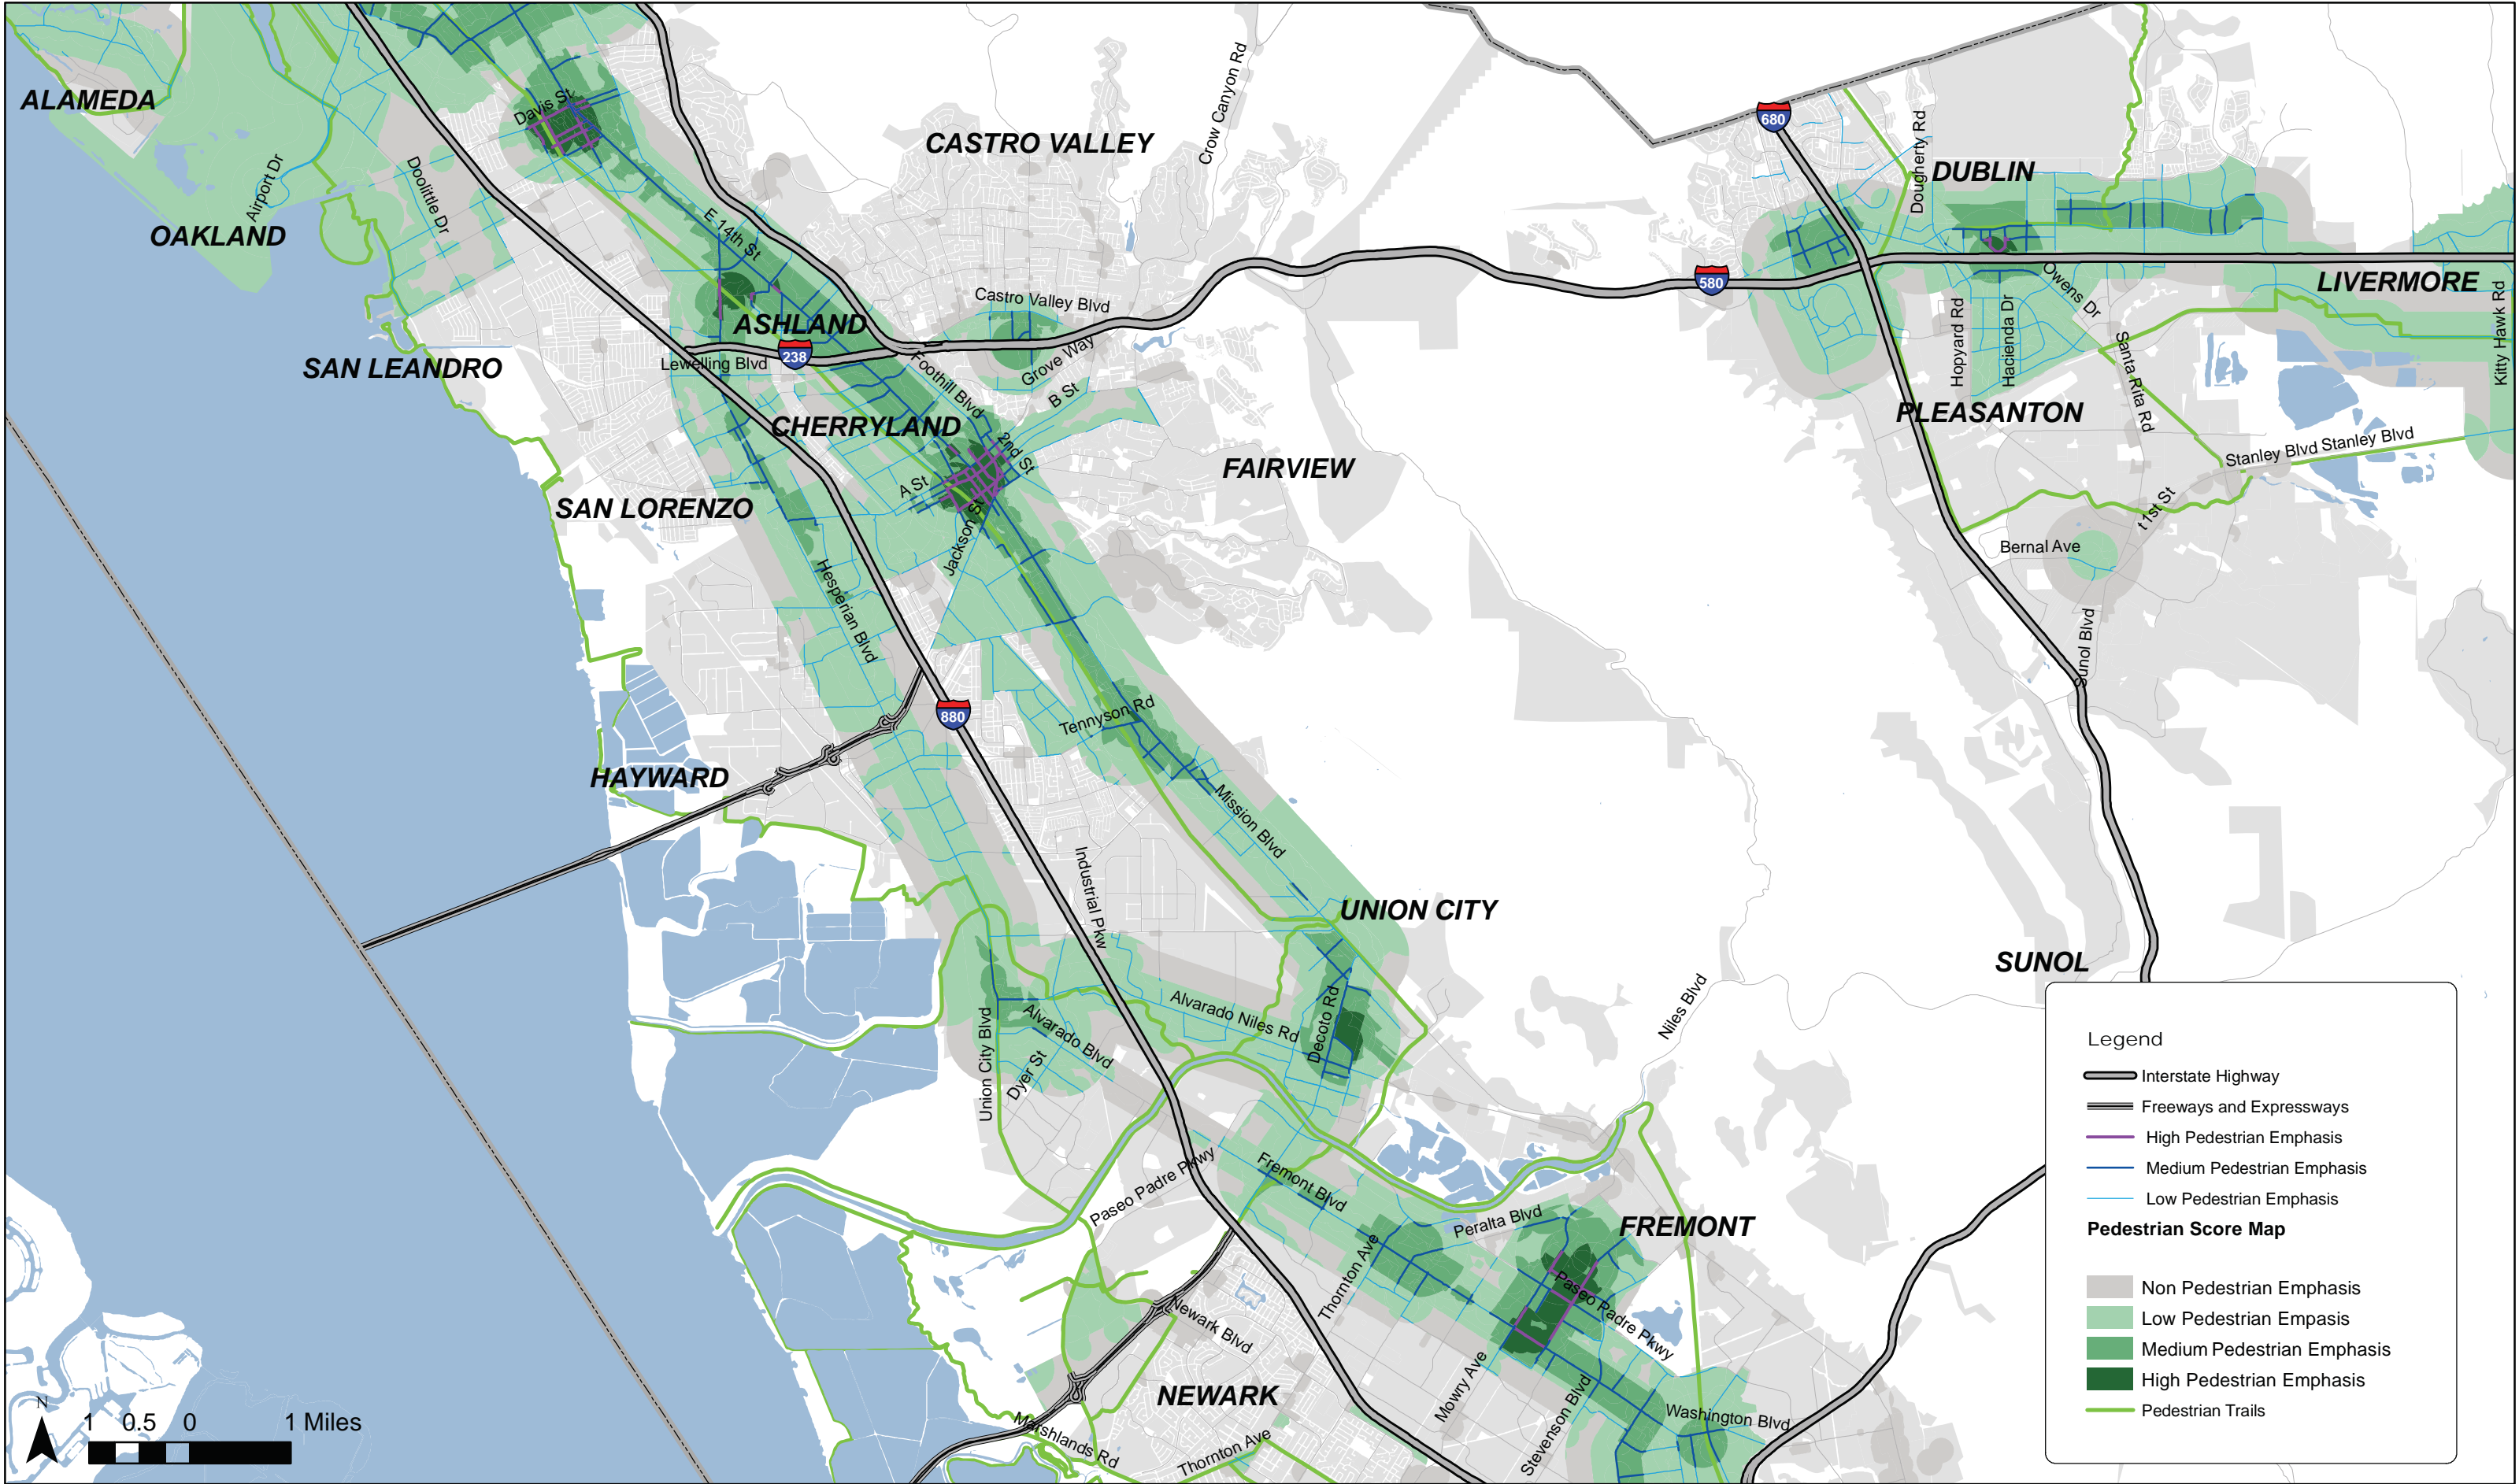 ALAMEDA
Davis St
CASTRO VALLEY
Crow Canyon Rd
680
Dougherty Rd
DUBLIN
Airport Dr
Doolittle Dr
OAKLAND
E 14th St
580
Owens Dr
LIVERMORE
Kitty Hawk Rd
Castro Valley Blvd
ASHLAND
238
Lewelling Blvd
SAN LEANDRO
Foothill Blvd
Grove Way
B St
Hopyard Rd
Hacienda Dr
Santa Rita Rd
CHERRYLAND
2nd St
PLEASANTON
FAIRVIEW
Stanley Blvd Stanley Blvd
A St
SAN LORENZO
Jackson St
t1st St
Bernal Ave
Hesperian Blvd
Sunol Blvd
880
Tennyson Rd
HAYWARD
Mission Blvd
Industrial Pkw
UNION CITY
SUNOL
Niles Blvd
Alvarado Niles Rd
Decoto Rd
Union City Blvd
Alvarado Blvd
Dyer St
Paseo Padre Pkwy
Fremont Blvd
Peralta Blvd
FREMONT
Thornton Ave
Paseo Padre Pkwy
Newark Blvd
Mowry Ave
NEWARK
Stevenson Blvd
Washington Blvd
Marshlands Rd
Thornton Ave
N
1 0.5 0 1 Miles
Legend
Interstate Highway
Freeways and Expressways
High Pedestrian Emphasis
Medium Pedestrian Emphasis
Low Pedestrian Emphasis
Pedestrian Score Map
Non Pedestrian Emphasis
Low Pedestrian Empasis
Medium Pedestrian Emphasis
High Pedestrian Emphasis
Pedestrian Trails